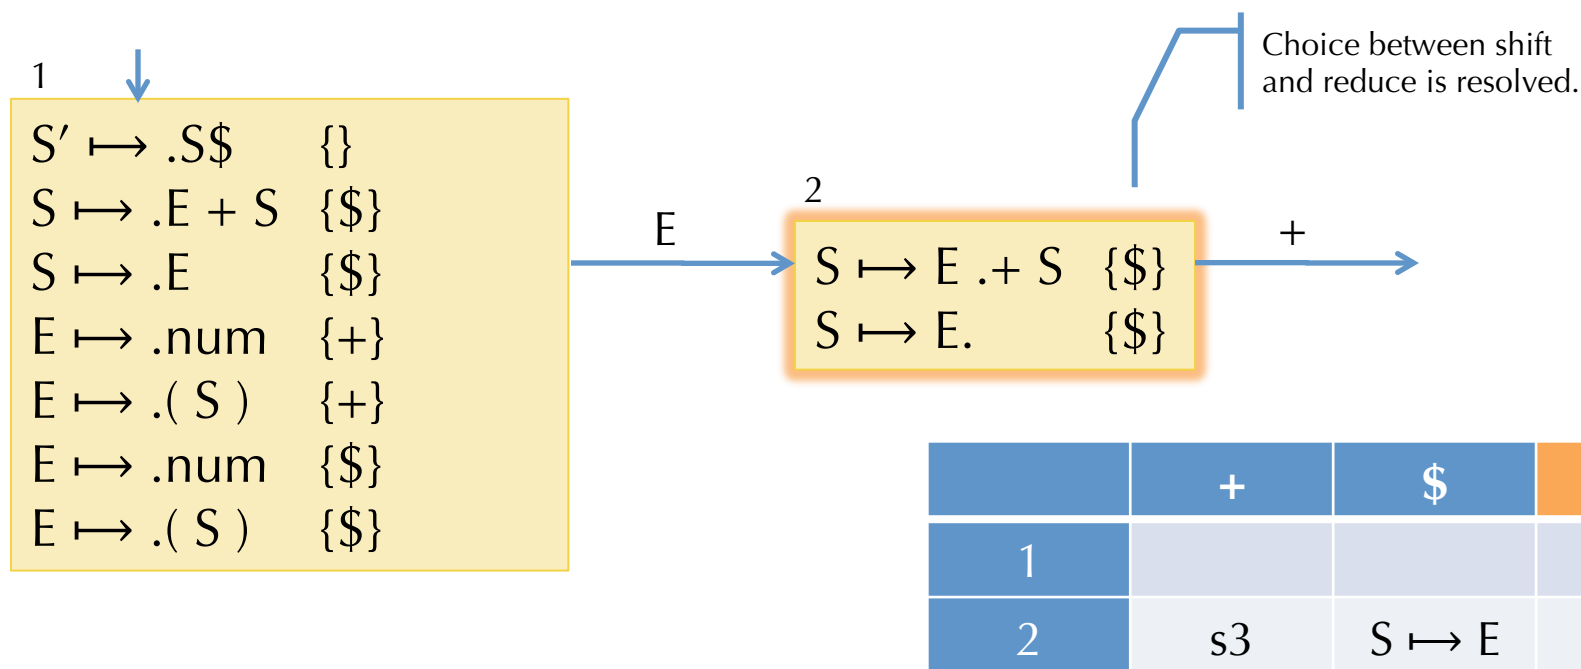 Choice between shift
and reduce is resolved.
1
S′ ⟼ .S$ {}
S ⟼ .E + S {$}
S ⟼ .E {$}
E ⟼ .num {+}
E ⟼ .( S ) {+}
E ⟼ .num {$}
E ⟼ .( S ) {$}
E
2
S ⟼ E .+ S {$}
S ⟼ E. {$}
+
+ $
1
2 s3 S ⟼ E